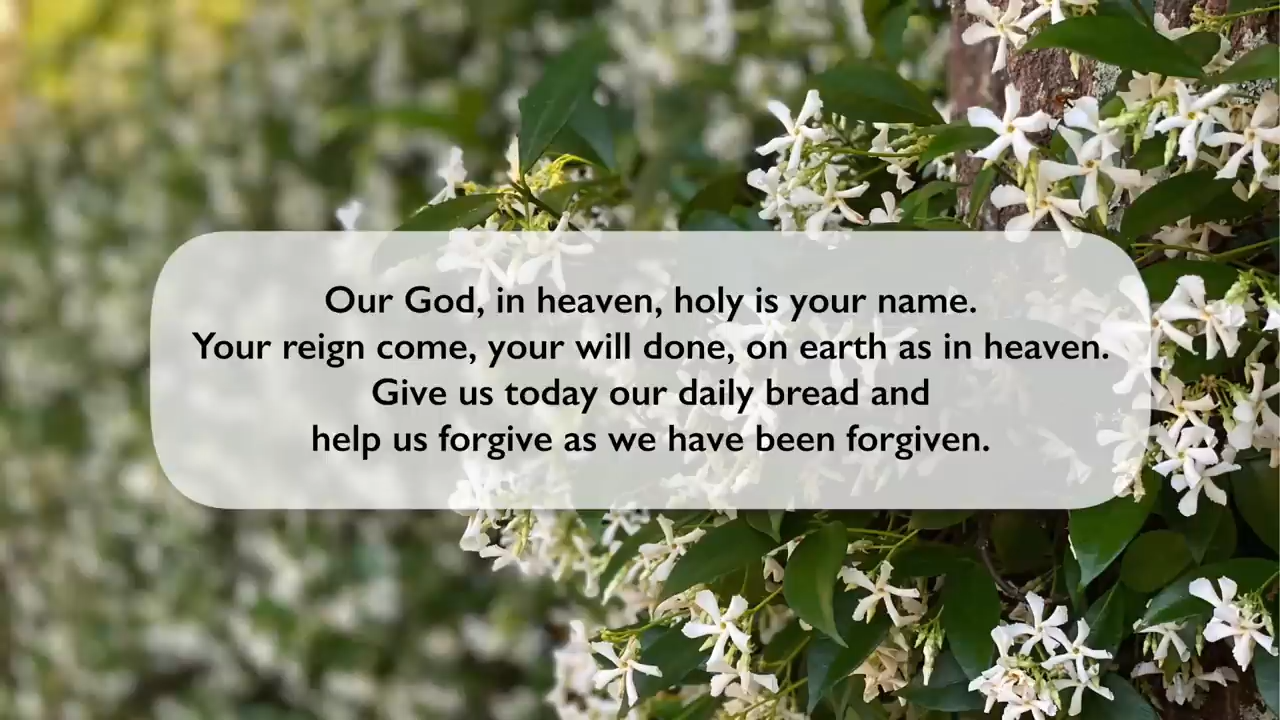 Our God, in heaven, holy is your name.
Your reign come, your will done, on earth as in heaven.
Give us today our daily bread and
help us forgive as we have been forgiven.